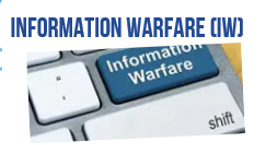 INFORMATION WARFARE (IW)
Information
Warfare
shift